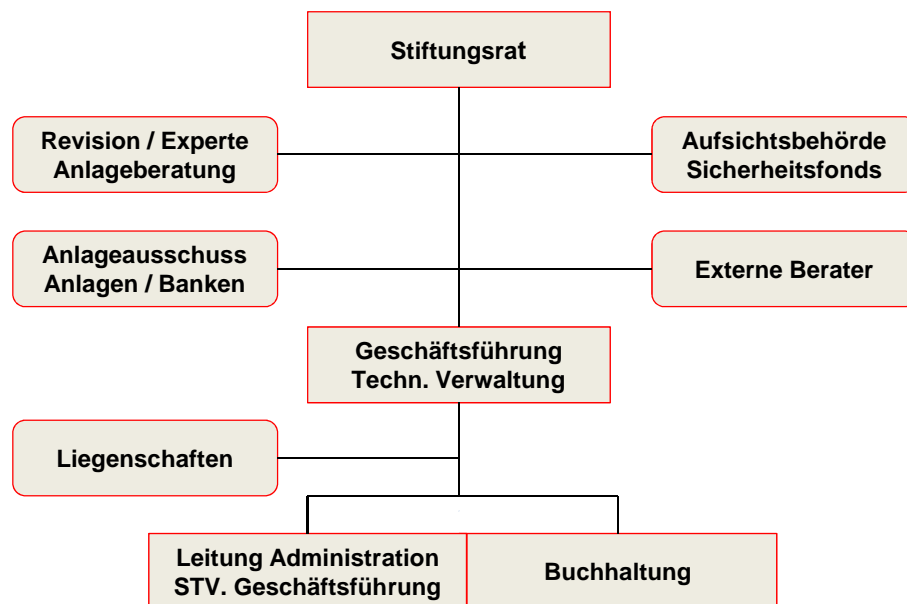 Stiftungsrat
Revision / Experte
Anlageberatung
Aufsichtsbehörde
Sicherheitsfonds
Anlageausschuss
Anlagen / Banken
Externe Berater
Geschäftsführung
Techn. Verwaltung
Liegenschaften
Leitung Administration
STV. Geschäftsführung
Buchhaltung